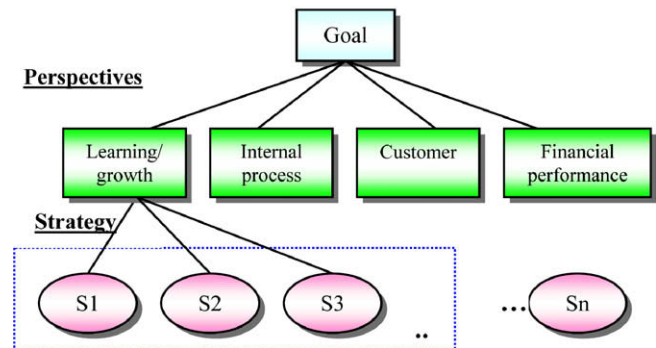 Goal
Perspectives
Learning/
growth
Internal
process
Customer
Financial
performance
Strategy
S1
S2
S3
..
...
Sn